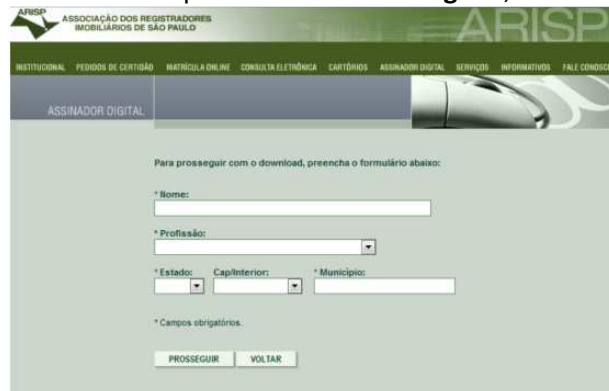 ARISP
ASSOCIAÇÃO DOS REGISTRADORES
IMOBILIÁRIOS DE SÃO PAULO
ARISP
INSTITUCIONAL PEDIDOS DE CERTIDÃO MATRÍCULA ONLINE CONSULTA ELETRÔNICA CARTÓRIOS ASSINADOR DIGITAL SERVIÇOS INFORMATIVOS FALE CONOSCO
ASSINADOR DIGITAL
Para prosseguir com o download, preencha o formulário abaixo:
* Nome:
* Profissão:
* Estado: Cap/Interior: * Município:
* Campos obrigatórios.
PROSSEGUIR VOLTAR